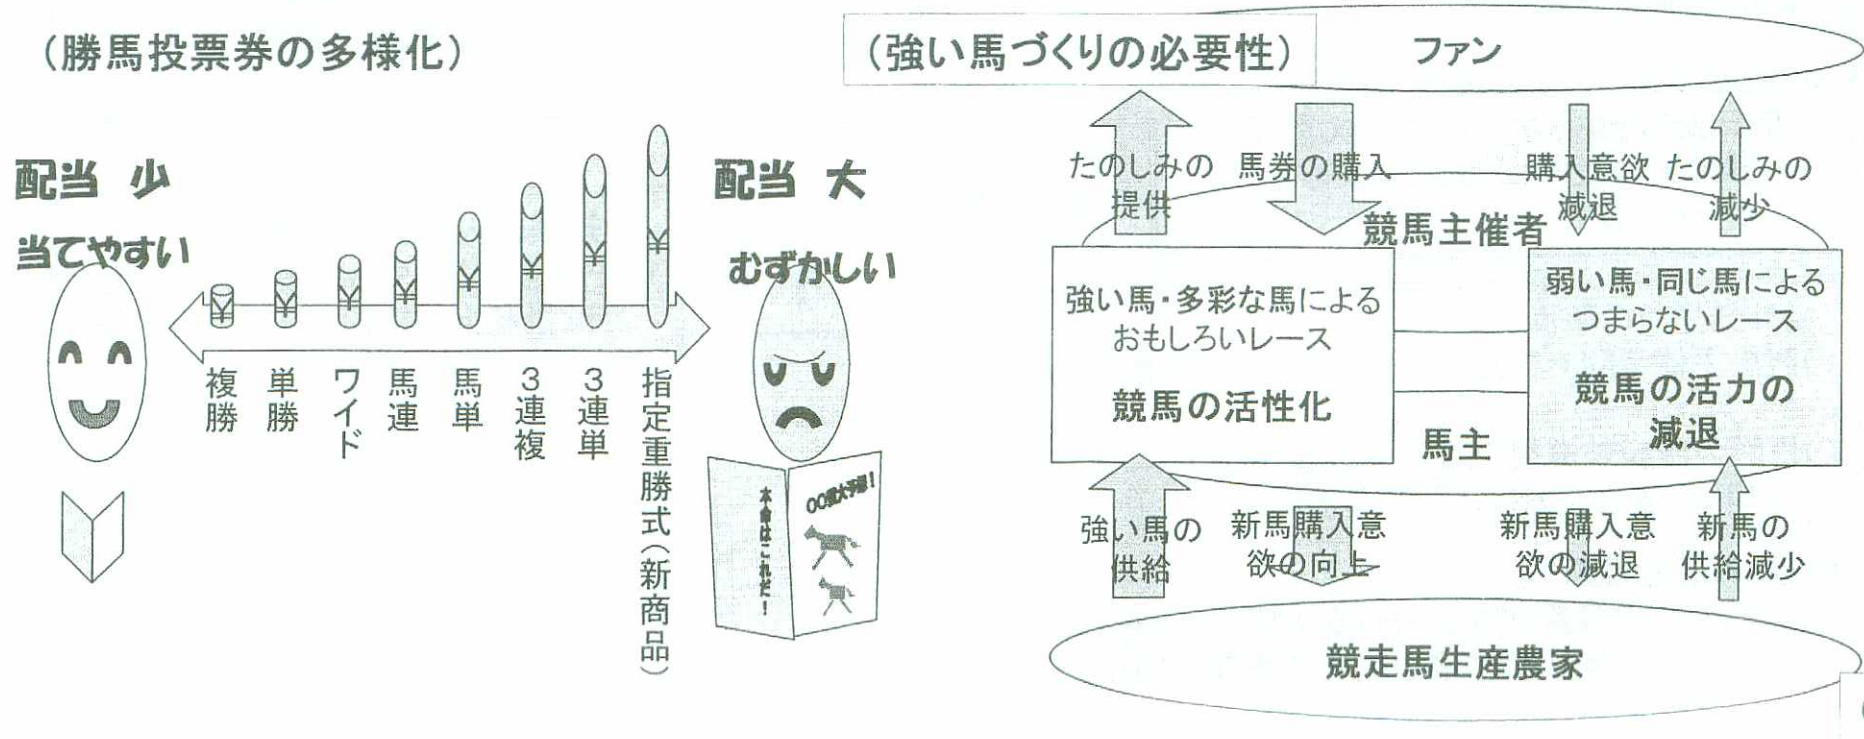 （勝馬投票券の多様化）
配当 少
当てやすい
配当 大
むずかしい
複勝
単勝
ワイド
馬連
馬単
３連複
３連単
指定重勝式（新商品）
本命はこれだ！
（強い馬づくりの必要性）
ファン
たのしみの
提供
馬券の購入
購入意欲
減退
たのしみの
減少
競馬主催者
強い馬・多彩な馬による
おもしろいレース
競馬の活性化
弱い馬・同じ馬による
つまらないレース
競馬の活力の
減退
馬主
強い馬の
供給
新馬購入意
欲の向上
新馬購入意
欲の減退
新馬の
供給減少
競走馬生産農家